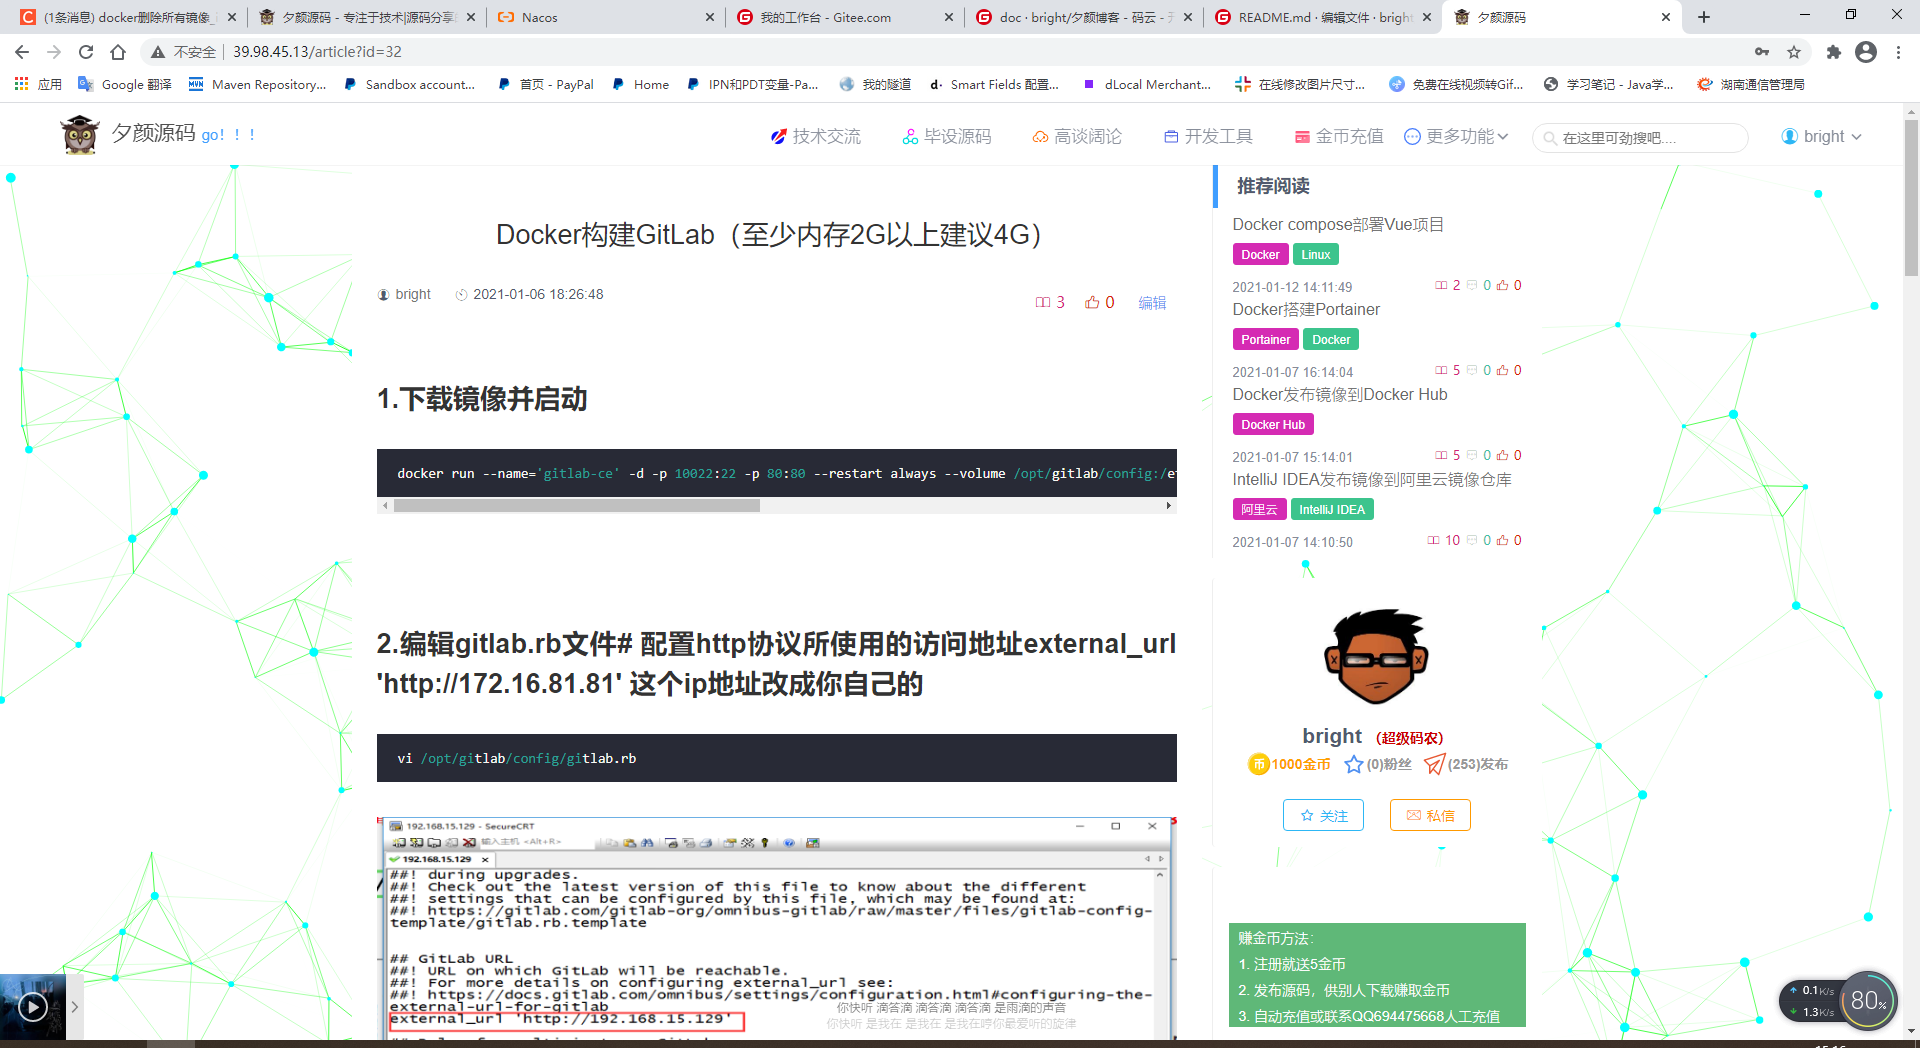 (1条消息) docker删除所有镜像_
夕颜源码 - 专注于技术|源码分享
Nacos
我的工作台 - Gitee.com
doc · bright/夕颜博客 - 码云 -
README.md · 编辑文件 · bright
夕颜源码
不安全
39.98.45.13/article?id=32
应用
Google 翻译
Maven Repository...
Sandbox account...
首页 - PayPal
Home
IPN和PDT变量-Pa...
我的隧道
d· Smart Fields 配置...
dLocal Merchant...
在线修改图片尺寸...
免费在线视频转Gif...
学习笔记 - Java学...
湖南通信管理局
夕颜源码 go！！！
技术交流
毕设源码
高谈阔论
开发工具
金币充值
更多功能
在这里可劲搜吧....
bright
Docker构建GitLab（至少内存2G以上建议4G）
bright 2021-01-06 18:26:48
3 0 编辑
1.下载镜像并启动
docker run --name='gitlab-ce' -d -p 10022:22 -p 80:80 --restart always --volume /opt/gitlab/config:/e
2.编辑gitlab.rb文件# 配置http协议所使用的访问地址external_url
'http://172.16.81.81' 这个ip地址改成你自己的
vi /opt/gitlab/config/gitlab.rb
192.168.15.129 - SecureCRT
输入主机 <Alt+R>
192.168.15.129
##! during upgrades.
##! Check out the latest version of this file to know about the different
##! settings that can be configured by this file, which may be found at:
##! https://gitlab.com/gitlab-org/omnibus-gitlab/raw/master/files/gitlab-config-
template/gitlab.rb.template
## GitLab URL
##! URL on which GitLab will be reachable.
##! For more details on configuring external_url see:
##! https://docs.gitlab.com/omnibus/settings/configuration.html#configuring-the-
external-url-for-gitlab
external_url 'http://192.168.15.129'
你快听 滴答滴 滴答滴 滴答滴 是雨滴的声音
你快听 是我在 是我在 是我在哼你最爱听的旋律
推荐阅读
Docker compose部署Vue项目
Docker Linux
2021-01-12 14:11:49 2 0 0
Docker搭建Portainer
Portainer Docker
2021-01-07 16:14:04 5 0 0
Docker发布镜像到Docker Hub
Docker Hub
2021-01-07 15:14:01 5 0 0
IntelliJ IDEA发布镜像到阿里云镜像仓库
阿里云 IntelliJ IDEA
2021-01-07 14:10:50 10 0 0
bright （超级码农）
币 1000金币 (0)粉丝 (253)发布
关注 私信
赚金币方法:
1. 注册就送5金币
2. 发布源码，供别人下载赚取金币
3. 自动充值或联系QQ694475668人工充值
0.1K/s
1.3K/s
80%